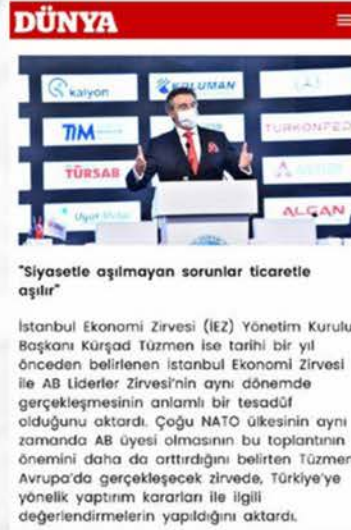 DÜNYA
kalyon
KOLUMAN
TİM
TÜRKONFED
TÜRSAB
ALGAN
"Siyasetle aşılmayan sorunlar ticaretle
aşılır"
İstanbul Ekonomi Zirvesi (İEZ) Yönetim Kurulu
Başkanı Kürşad Tüzmen ise tarihi bir yıl
önceden belirlenen İstanbul Ekonomi Zirvesi
ile AB Liderler Zirvesi'nin aynı dönemde
gerçekleşmesinin anlamlı bir tesadüf
olduğunu aktardı. Çoğu NATO ülkesinin aynı
zamanda AB üyesi olmasının bu toplantının
önemini daha da arttırdığını belirten Tüzmen,
Avrupa'da gerçekleşecek zirvede, Türkiye'ye
yönelik yaptırım kararları ile ilgili
değerlendirmelerin yapıldığını aktardı.